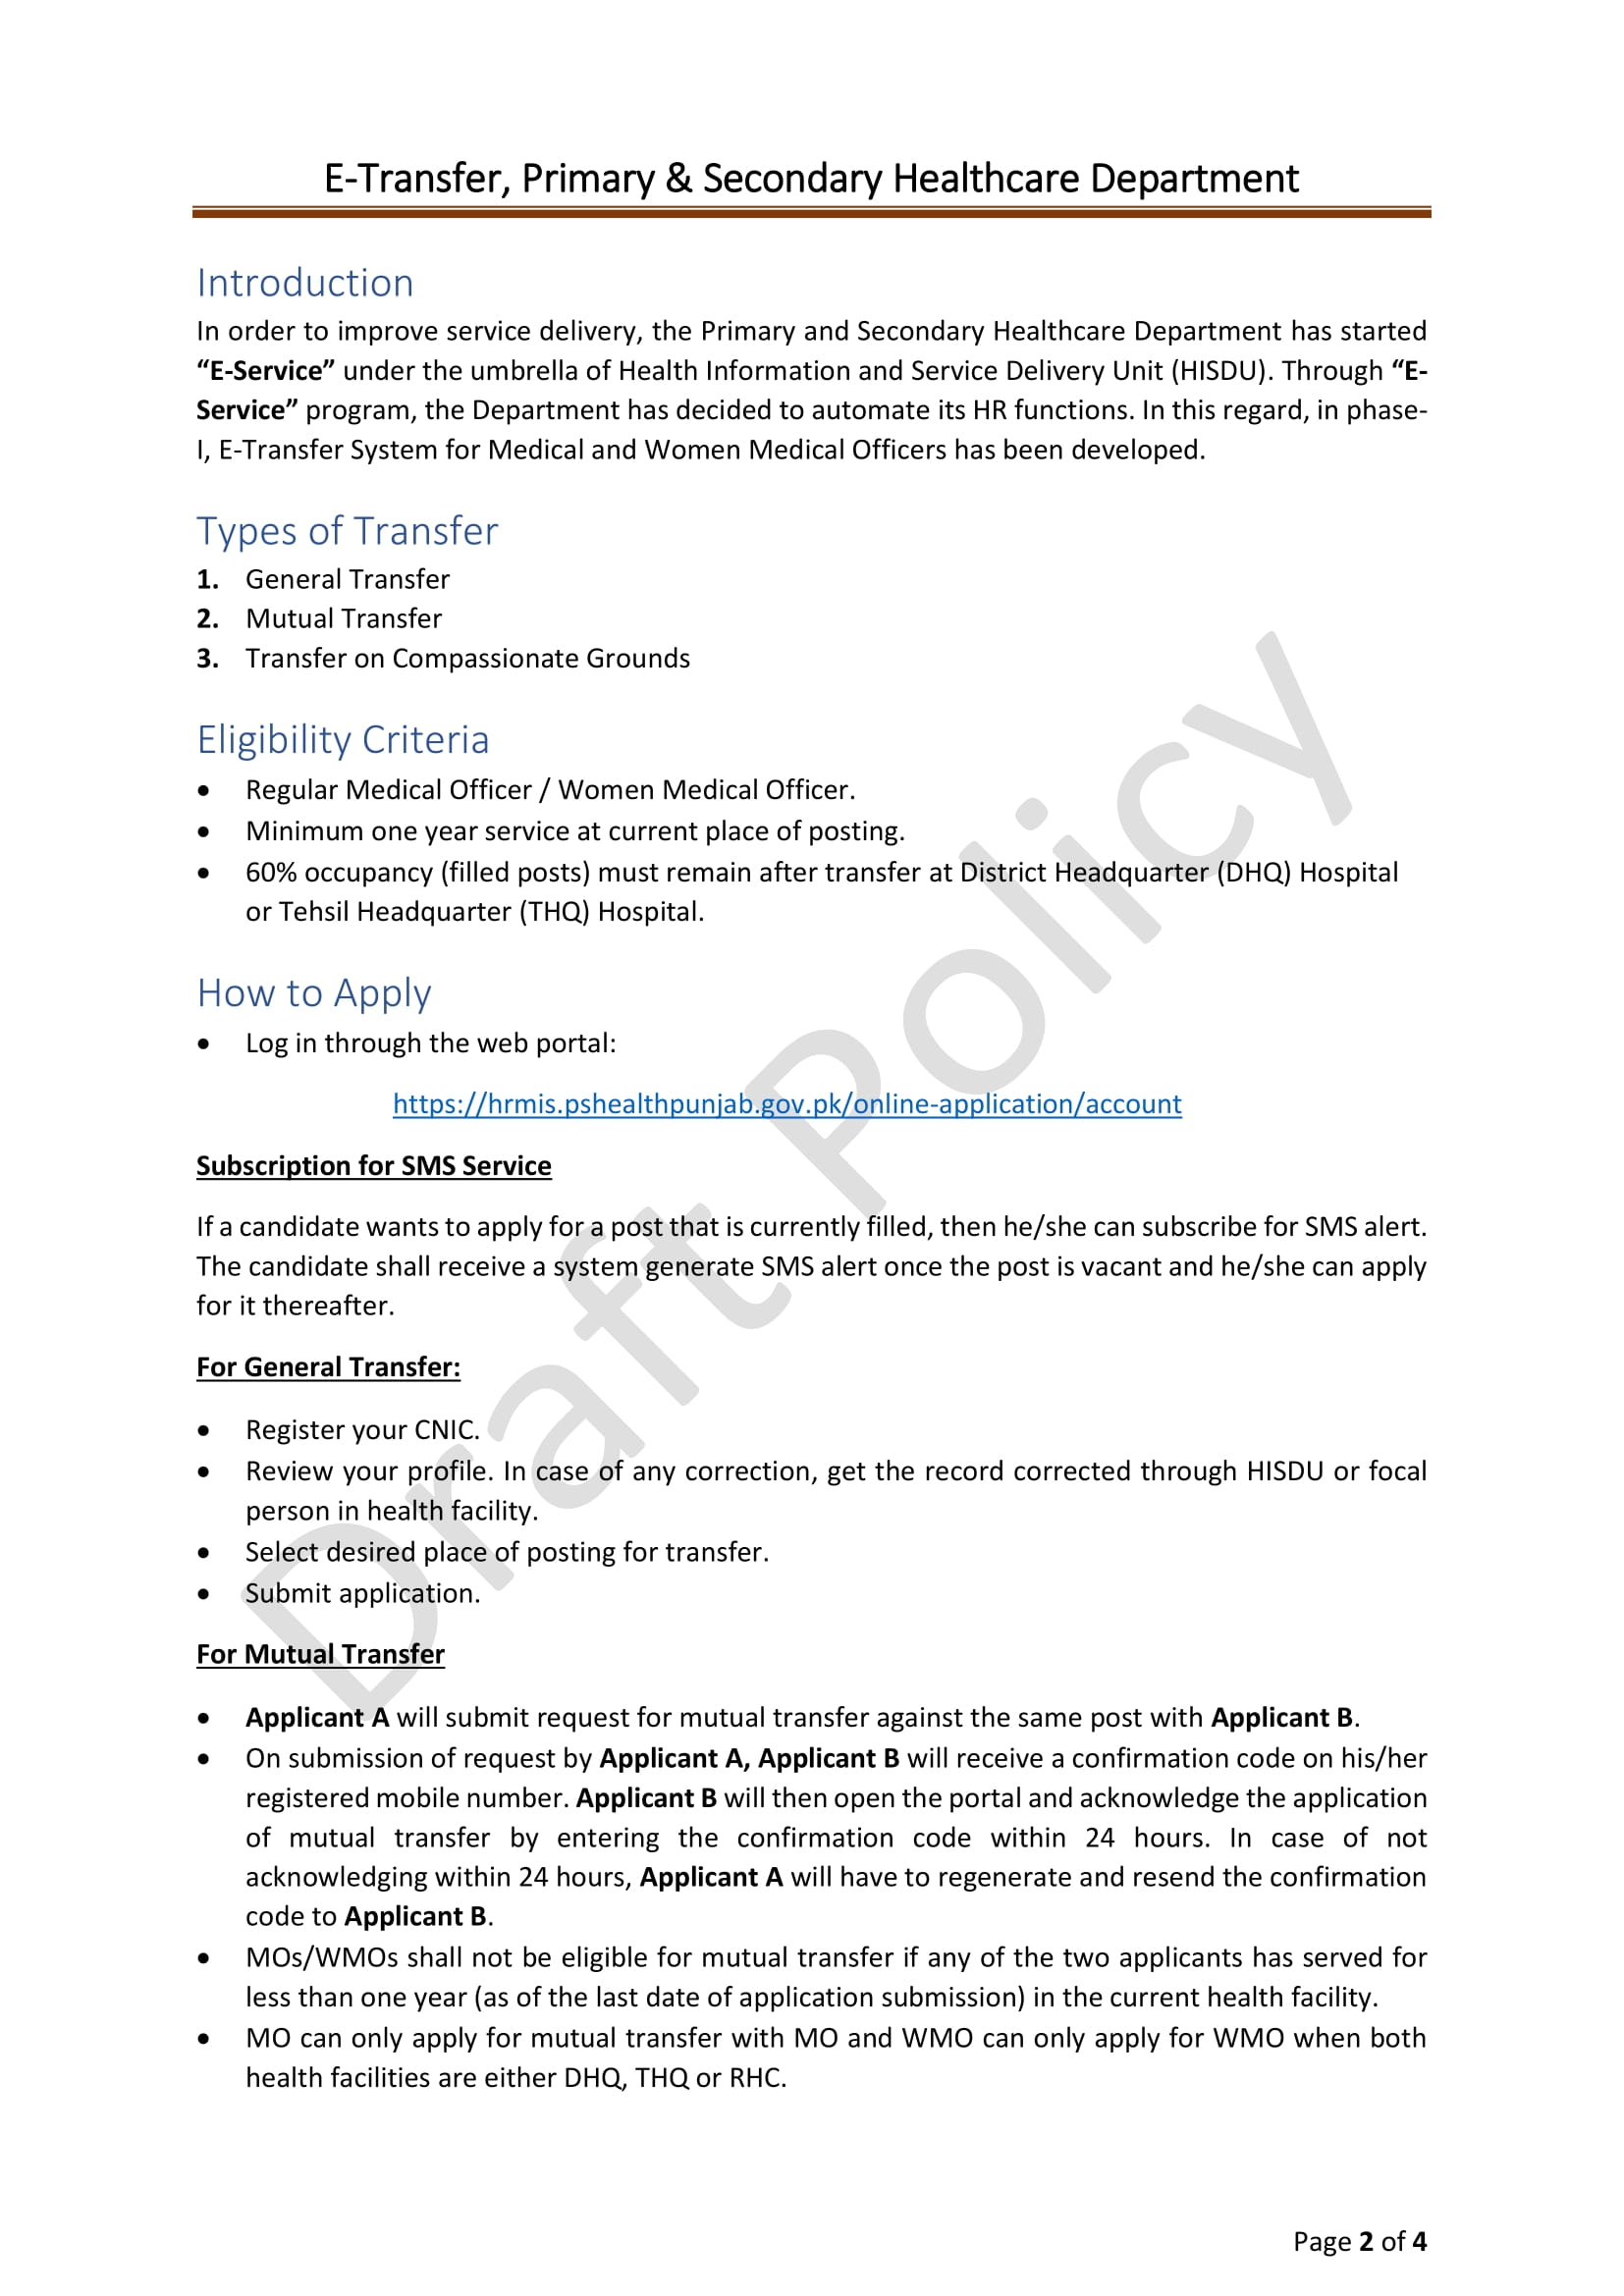 E-Transfer, Primary & Secondary Healthcare Department
Introduction
In order to improve service delivery, the Primary and Secondary Healthcare Department has started
“E-Service” under the umbrella of Health Information and Service Delivery Unit (HISDU). Through “E-
Service” program, the Department has decided to automate its HR functions. In this regard, in phase-
I, E-Transfer System for Medical and Women Medical Officers has been developed.
Types of Transfer
1. General Transfer
2. Mutual Transfer
3. Transfer on Compassionate Grounds
Eligibility Criteria
• Regular Medical Officer / Women Medical Officer.
• Minimum one year service at current place of posting.
• 60% occupancy (filled posts) must remain after transfer at District Headquarter (DHQ) Hospital
or Tehsil Headquarter (THQ) Hospital.
How to Apply
• Log in through the web portal:
https://hrmis.pshealthpunjab.gov.pk/online-application/account
Subscription for SMS Service
If a candidate wants to apply for a post that is currently filled, then he/she can subscribe for SMS alert.
The candidate shall receive a system generate SMS alert once the post is vacant and he/she can apply
for it thereafter.
For General Transfer:
• Register your CNIC.
• Review your profile. In case of any correction, get the record corrected through HISDU or focal
person in health facility.
• Select desired place of posting for transfer.
• Submit application.
For Mutual Transfer
• Applicant A will submit request for mutual transfer against the same post with Applicant B.
• On submission of request by Applicant A, Applicant B will receive a confirmation code on his/her
registered mobile number. Applicant B will then open the portal and acknowledge the application
of mutual transfer by entering the confirmation code within 24 hours. In case of not
acknowledging within 24 hours, Applicant A will have to regenerate and resend the confirmation
code to Applicant B.
• MOs/WMOs shall not be eligible for mutual transfer if any of the two applicants has served for
less than one year (as of the last date of application submission) in the current health facility.
• MO can only apply for mutual transfer with MO and WMO can only apply for WMO when both
health facilities are either DHQ, THQ or RHC.
Draft Policy
Page 2 of 4